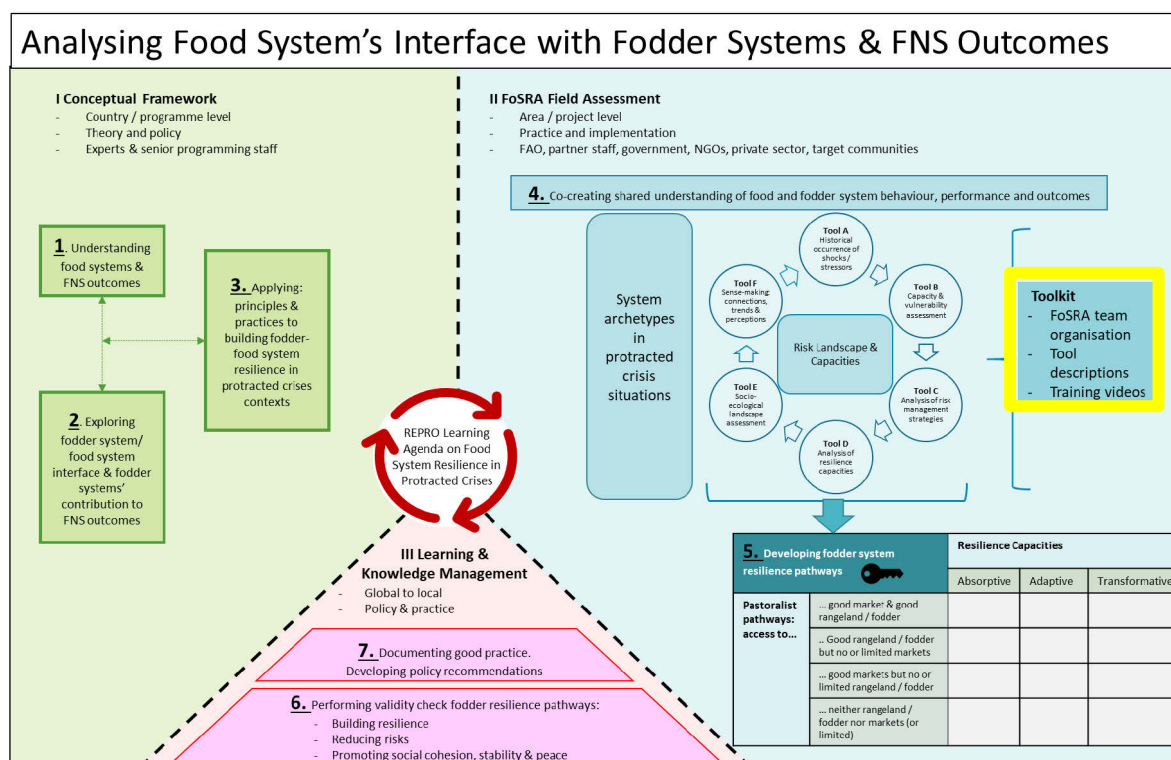 Analysing Food System's Interface with Fodder Systems & FNS Outcomes
I Conceptual Framework
- Country / programme level
- Theory and policy
- Experts & senior programming staff
1. Understanding
food systems &
FNS outcomes
3. Applying:
principles &
practices to
building fodder-
food system
resilience in
protracted crises
contexts
2. Exploring
fodder system/
food system
interface & fodder
systems'
contribution to
FNS outcomes
II FoSRA Field Assessment
- Area / project level
- Practice and implementation
- FAO, partner staff, government, NGOs, private sector, target communities
4. Co-creating shared understanding of food and fodder system behaviour, performance and outcomes
System
archetypes
in
protracted
crisis
situations
Tool A
Historical
occurrence of
shocks/
stressors
Tool B
Capacity &
vulnerability
assessment
Tool C
Analysis of risk
management
strategies
Tool D
Analysis of
resilience
capacities
Tool E
Socio-
ecological
landscape
assessment
Tool F
Sense-making:
connections,
trends &
perceptions
Risk Landscape &
Capacities
Toolkit
- FoSRA team
organisation
- Tool
descriptions
- Training videos
REPRO Learning
Agenda on Food
System Resilience in
Protracted Crises
5. Developing fodder system
resilience pathways
Resilience Capacities
Absorptive
Adaptive
Transformative
Pastoralist
pathways:
access to...
... good market & good
rangeland / fodder
.. Good rangeland / fodder
but no or limited markets
... good markets but no or
limited rangeland / fodder
... neither rangeland /
fodder nor markets (or
limited)
III Learning &
Knowledge Management
- Global to local
- Policy & practice
7. Documenting good practice.
Developing policy recommendations
6. Performing validity check fodder resilience pathways:
- Building resilience
- Reducing risks
- Promoting social cohesion, stability & peace